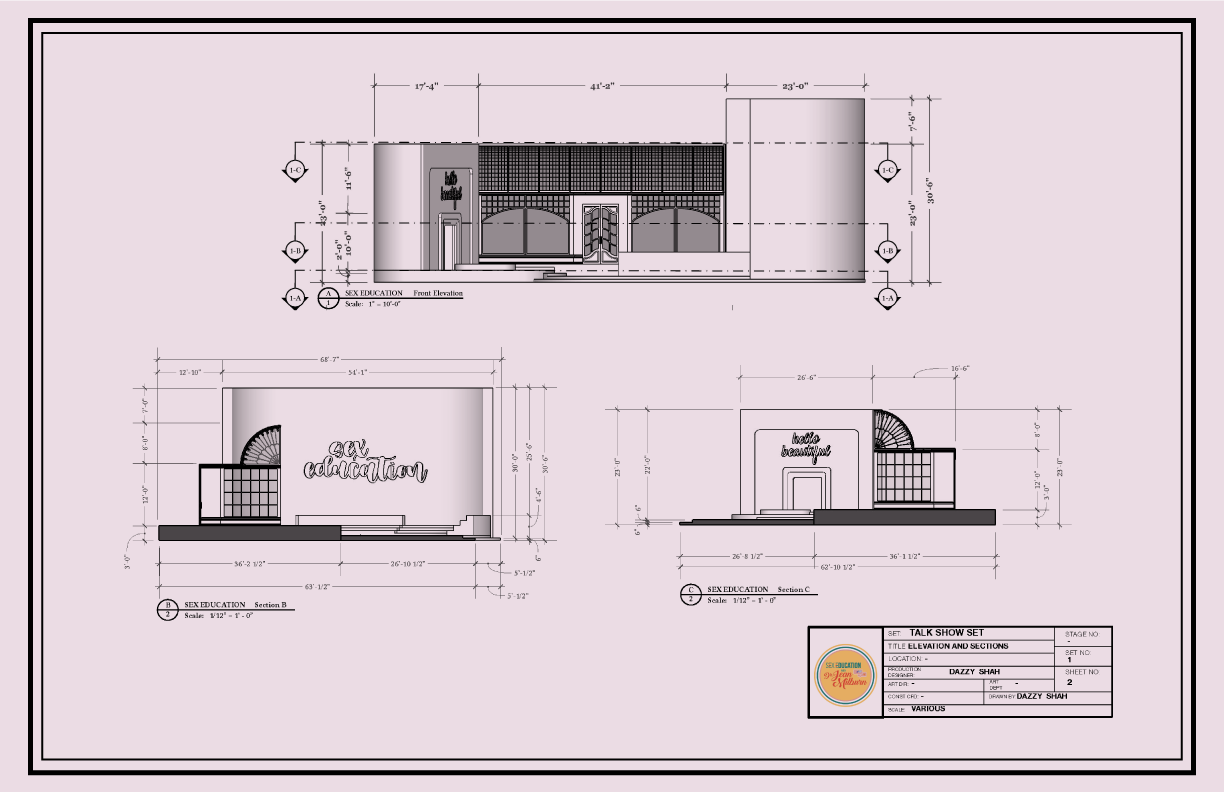 17'-4" 41'-2" 23'-0"
7'-6"
1-C 1-C
11'-6"
hello
beautiful
23'-0" 23'-0" 30'-6"
1-B 1-B
2'-0" 10'-0"
1-A 1-A
A SEX EDUCATION Front Elevation
1 Scale: 1" = 10'-0"
68'-7"
12'-10" 54'-1"
7'-0"
8'-0"
12'-0"
3'-0"
sex
education
30'-0" 25'-6" 30'-6"
4'-6"
6"
36'-2 1/2" 26'-10 1/2"
5'-1/2"
63'-1/2"
5'-1/2"
B SEX EDUCATION Section B
2 Scale: 1/12" = 1' - 0"
16'-6"
26'-6"
hello
beautiful
23'-0" 22'-0"
6"
6"
8'-0"
12'-0" 23'-0"
3'-0"
26'-8 1/2" 36'-1 1/2"
62'-10 1/2"
C SEX EDUCATION Section C
2 Scale: 1/12" = 1' - 0"
SEX EDUCATION
Dr Jean
Milburn
SET: TALK SHOW SET
TITLE ELEVATION AND SECTIONS
LOCATION: -
PRODUCTION DESIGNER: DAZZY SHAH
ART DIR: - ART DEPT -
CONST CRD: - DRAWN BY DAZZY SHAH
SCALE: VARIOUS
STAGE NO
-
SET NO:
1
SHEET NO
2